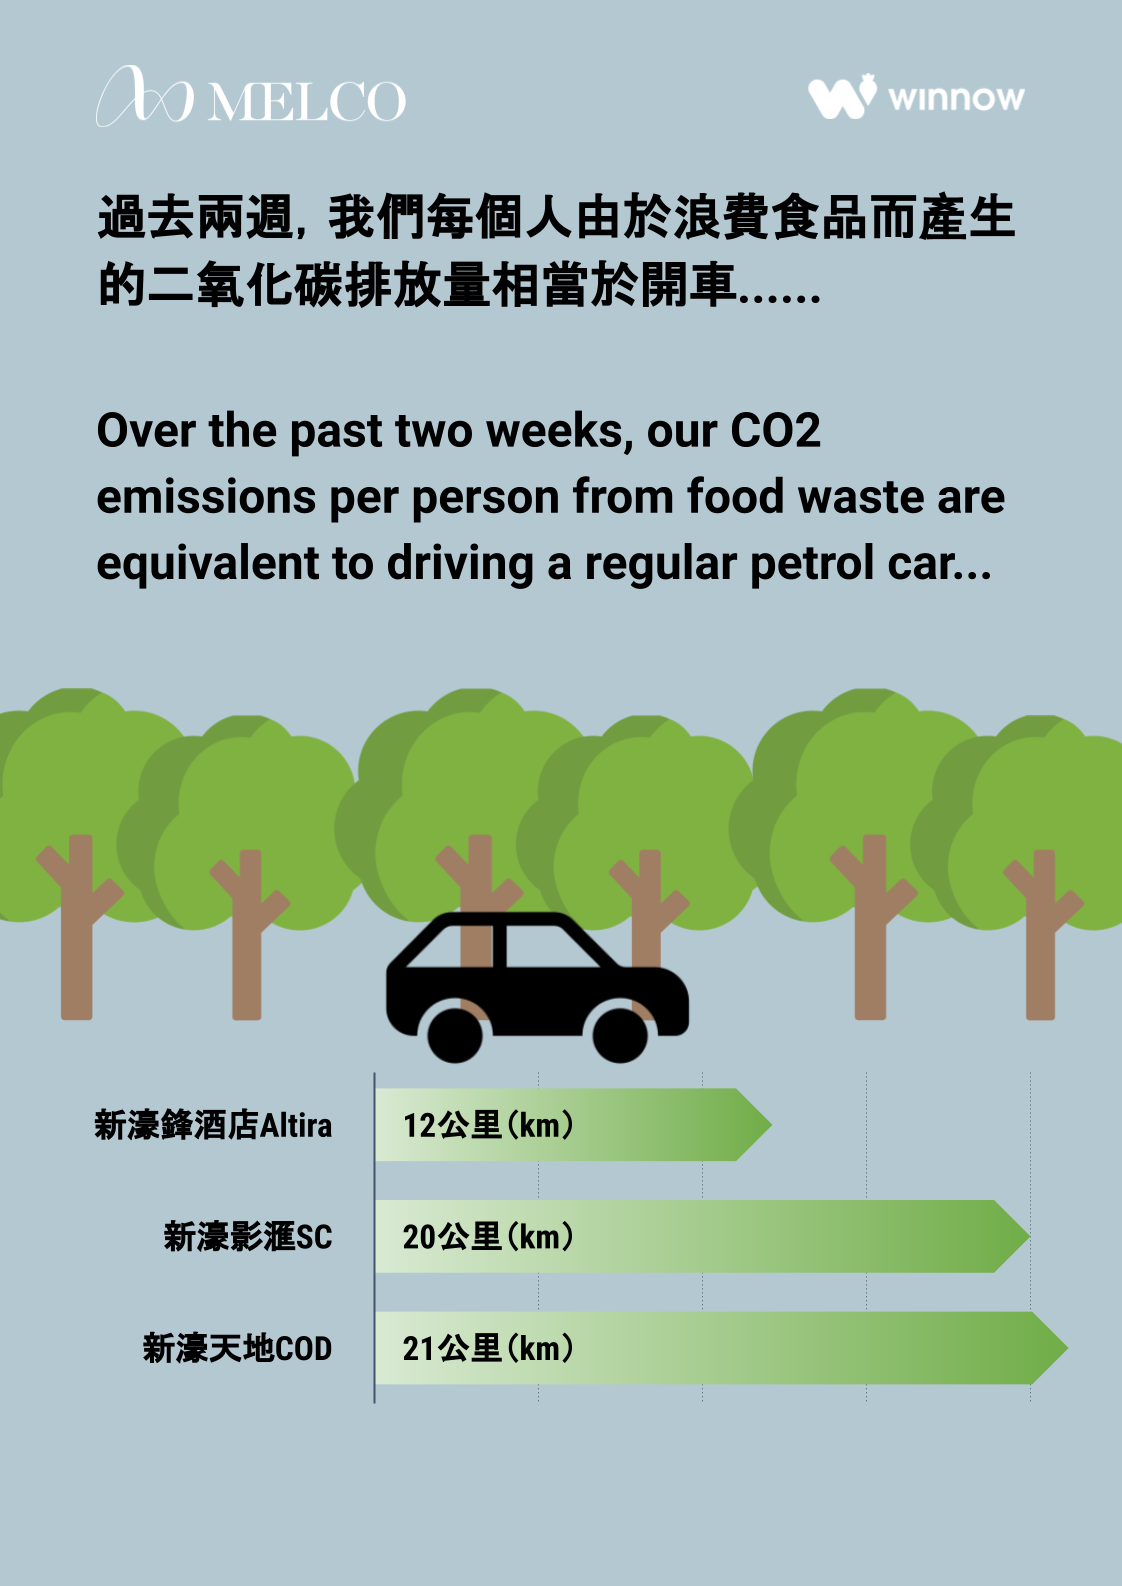 MELCO
winnow
過去兩週，我們每個人由於浪費食品而產生
的二氧化碳排放量相當於開車......
Over the past two weeks, our CO2
emissions per person from food waste are
equivalent to driving a regular petrol car...
新濠鋒酒店Altira
12公里（km）
新濠影滙SC
20公里（km）
新濠天地COD
21公里（km）